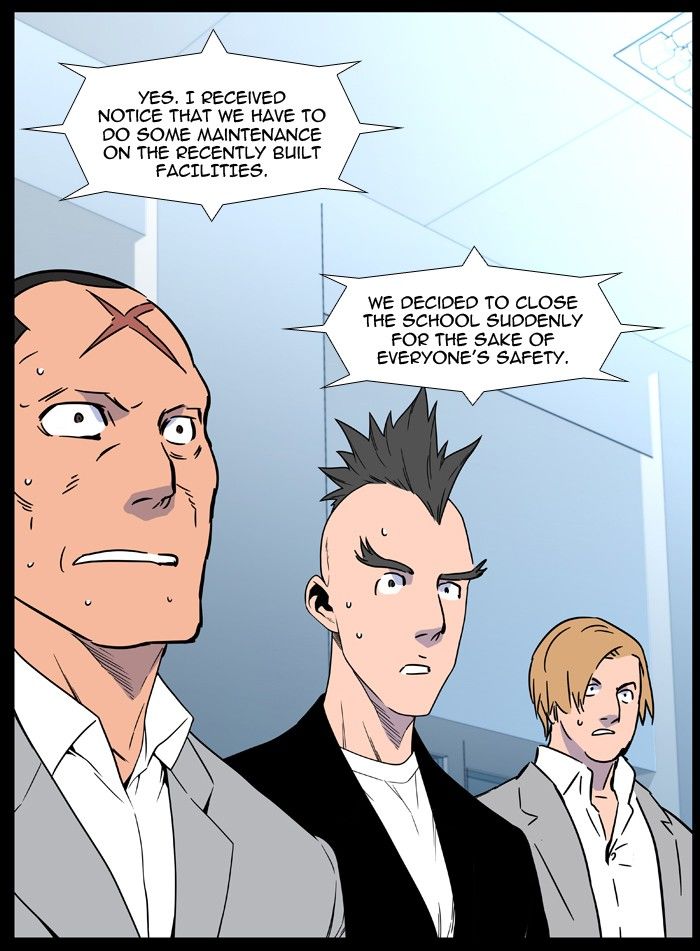 YES. I RECEIVED
NOTICE THAT WE HAVE TO
DO SOME MAINTENANCE
ON THE RECENTLY BUILT
FACILITIES.
WE DECIDED TO CLOSE
THE SCHOOL SUDDENLY
FOR THE SAKE OF
EVERYONE'S SAFETY.